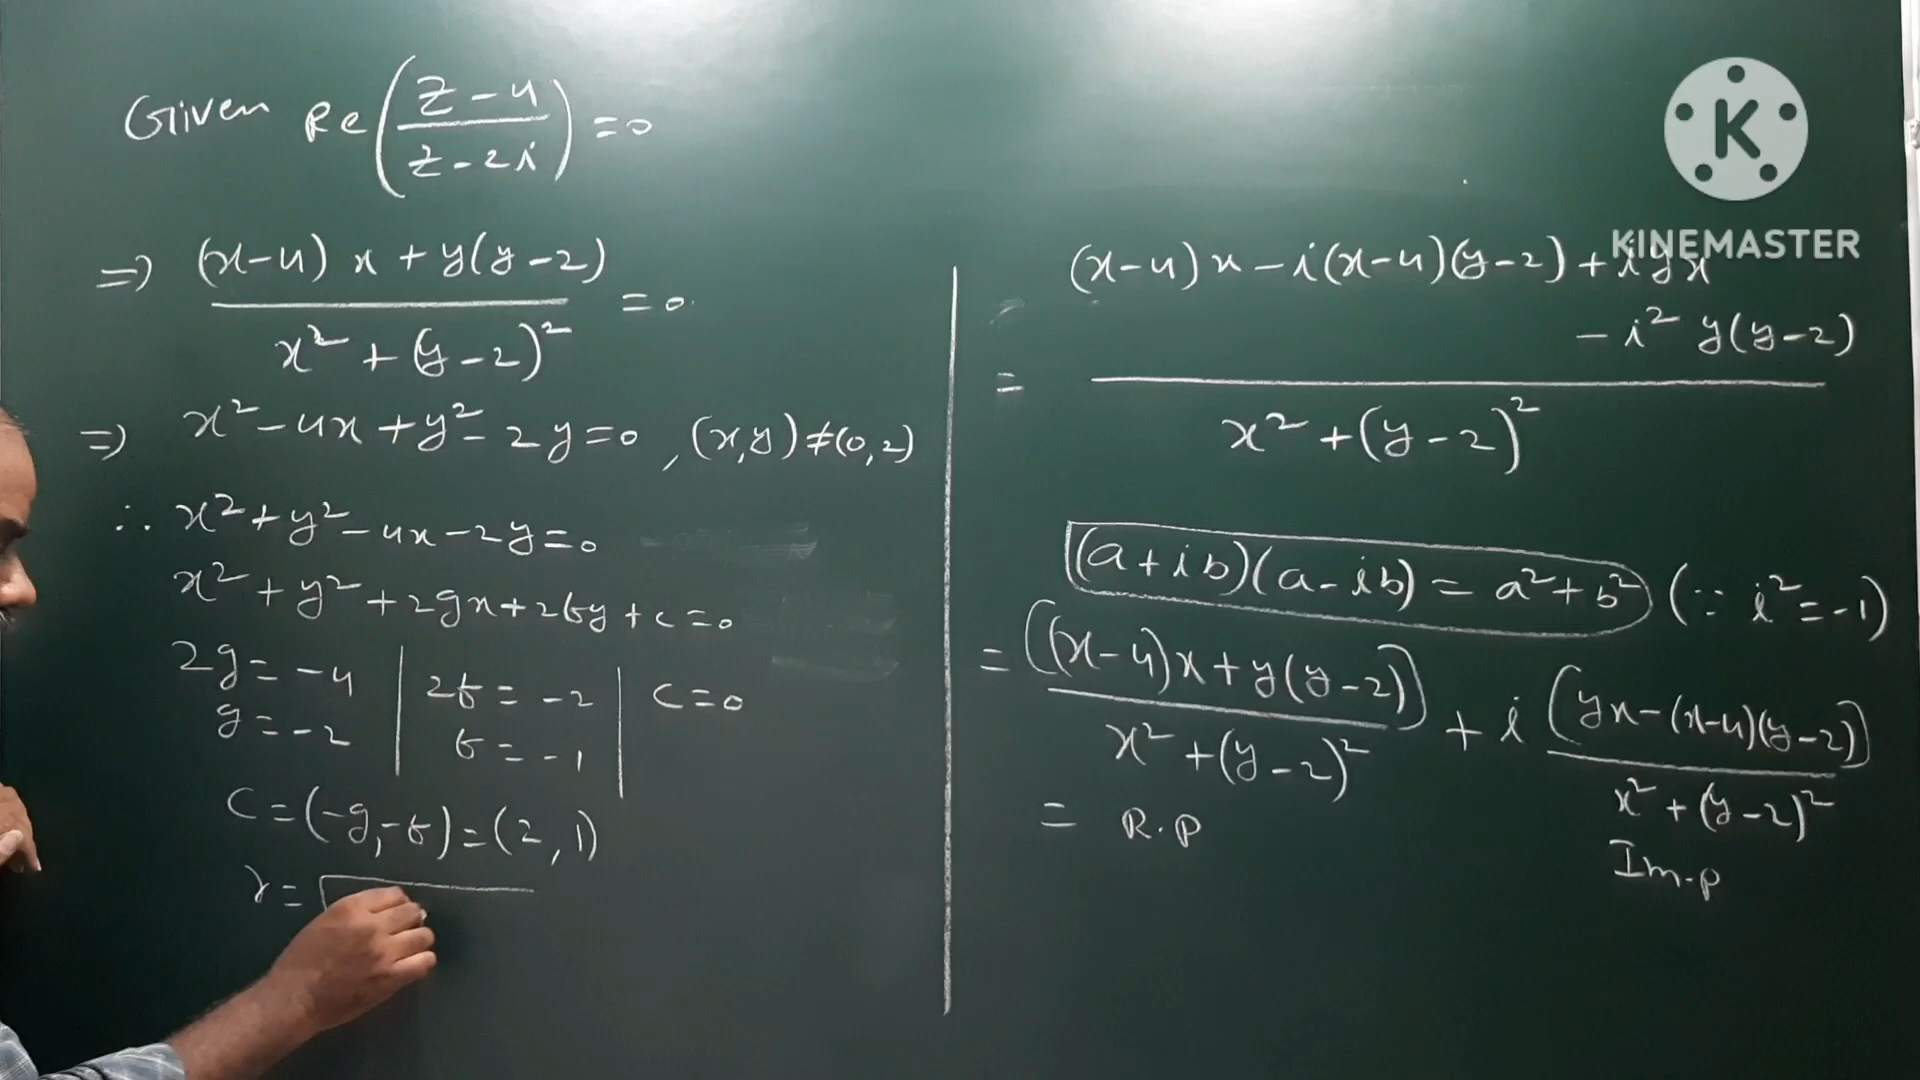 Given Re((z-4)/(z-2i)) = 0
=> ((x-4)x + y(y-2))/(x² + (y-2)²) = 0
=> x² - 4x + y² - 2y = 0, (x,y) ≠ (0,2)
∴ x² + y² - 4x - 2y = 0
x² + y² + 2gx + 2fy + c = 0
2g = -4 | 2f = -2 | c = 0
g = -2 | f = -1 |
C = (-g, -f) = (2, 1)
r = √
K
KINEMASTER
(x-4)x - i(x-4)(y-2) + iyx
- i² y(y-2)
=
x² + (y-2)²
(a+ib)(a-ib) = a² + b² (∵ i² = -1)
= ((x-4)x + y(y-2))/(x² + (y-2)²) + i (yx - (x-4)(y-2))/(x² + (y-2)²)
= R.P
Im.p